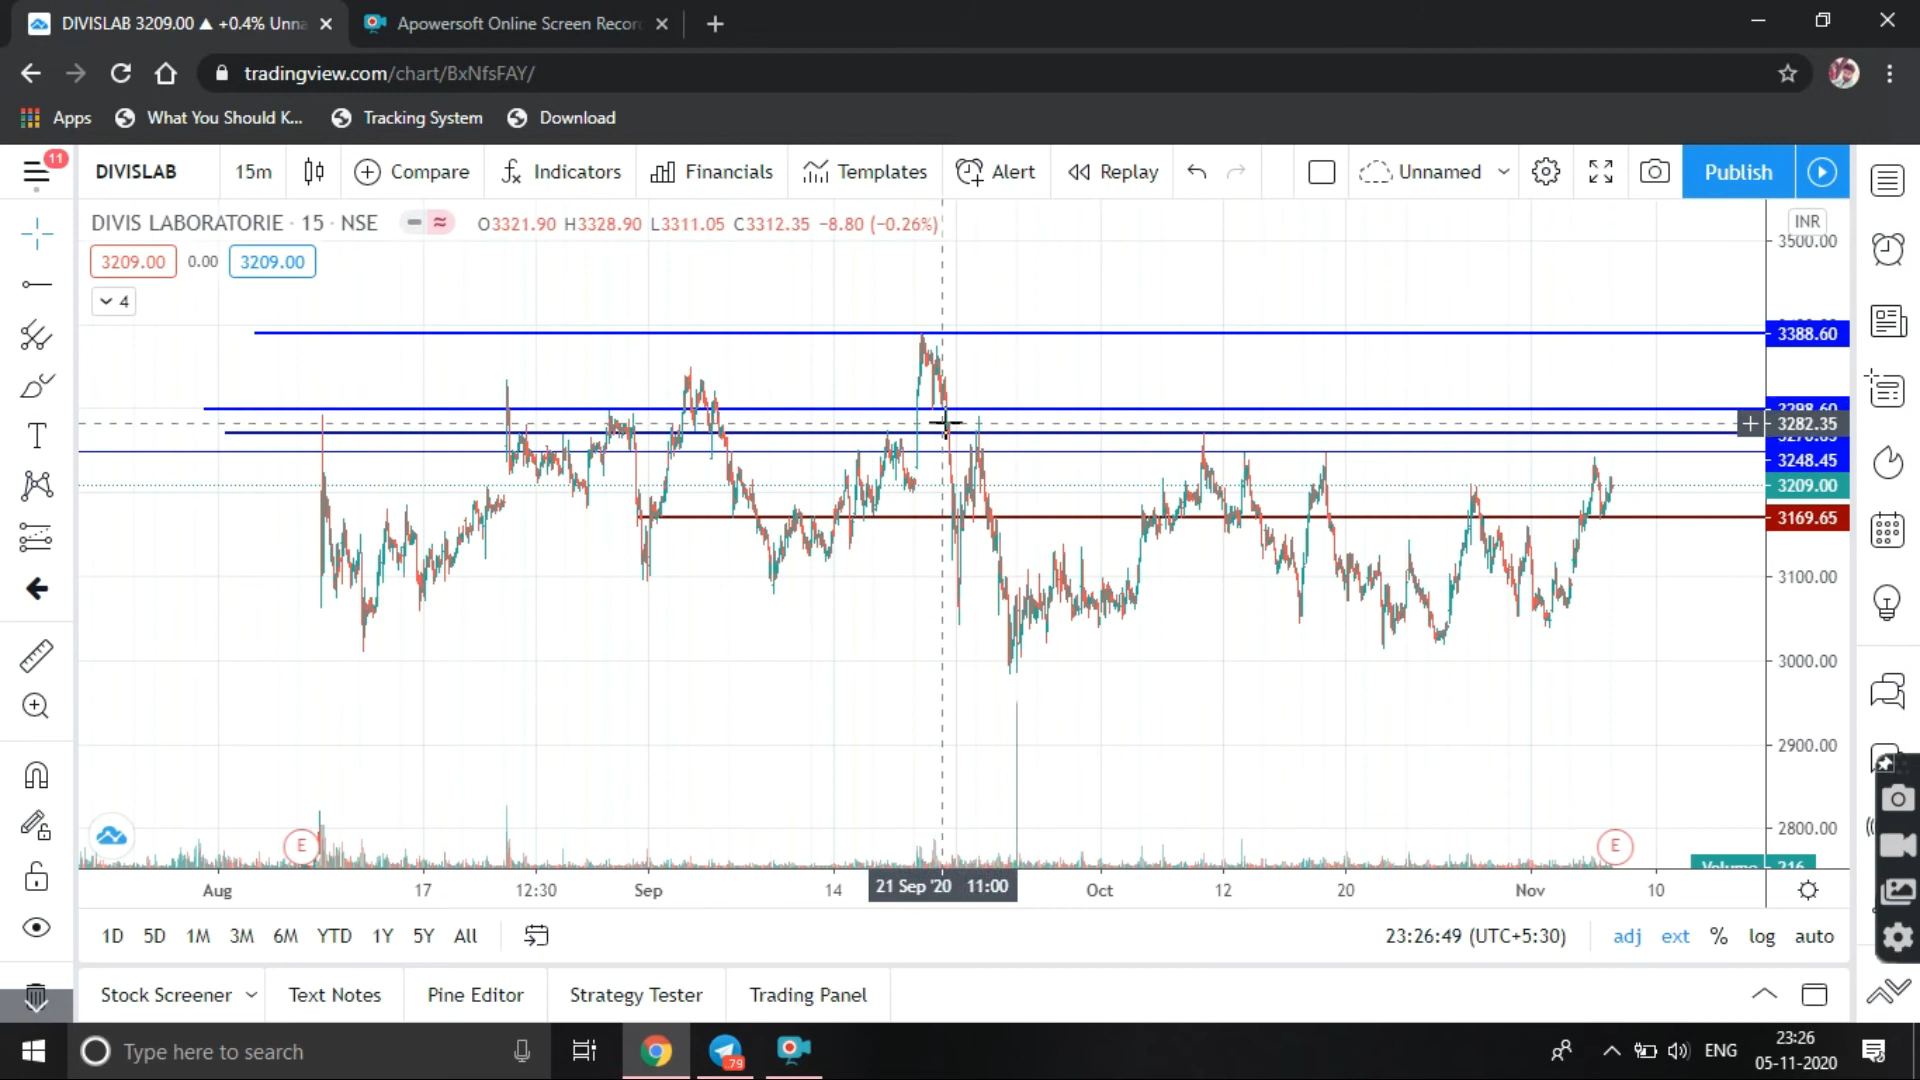 DIVISLAB 3209.00 ▲ +0.4% Unna
Apowersoft Online Screen Recor
tradingview.com/chart/BxNfsFAY/
Apps
What You Should K...
Tracking System
Download
11
DIVISLAB
15m
Compare
Indicators
Financials
Templates
Alert
Replay
Unnamed
Publish
DIVIS LABORATORIE · 15 · NSE
O3321.90 H3328.90 L3311.05 C3312.35 −8.80 (−0.26%)
INR
3209.00 0.00 3209.00
4
3500.00
3388.60
3298.60
3282.35
3248.45
3209.00
3169.65
3100.00
3000.00
2900.00
2800.00
E
E
Volume 216
Aug 17 12:30 Sep 14 21 Sep '20 11:00 Oct 12 20 Nov 10
1D 5D 1M 3M 6M YTD 1Y 5Y All
23:26:49 (UTC+5:30)
adj ext % log auto
Stock Screener
Text Notes
Pine Editor
Strategy Tester
Trading Panel
Type here to search
79
ENG
23:26
05-11-2020